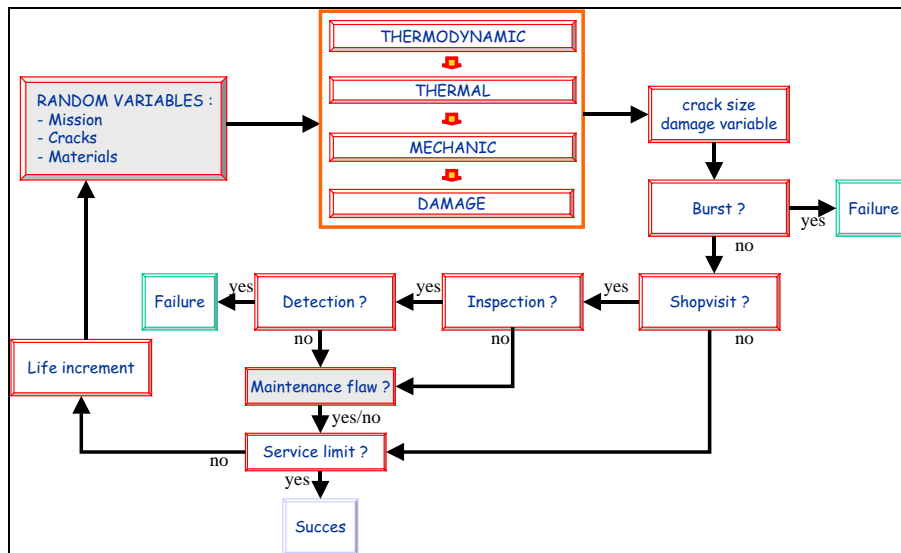 THERMODYNAMIC
THERMAL
MECHANIC
DAMAGE
RANDOM VARIABLES :
- Mission
- Cracks
- Materials
crack size
damage variable
Burst ?
yes
Failure
no
Shopvisit ?
yes
Inspection ?
yes
Detection ?
yes
Failure
no
no
no
Life increment
Maintenance flaw ?
yes/no
Service limit ?
no
yes
Succes